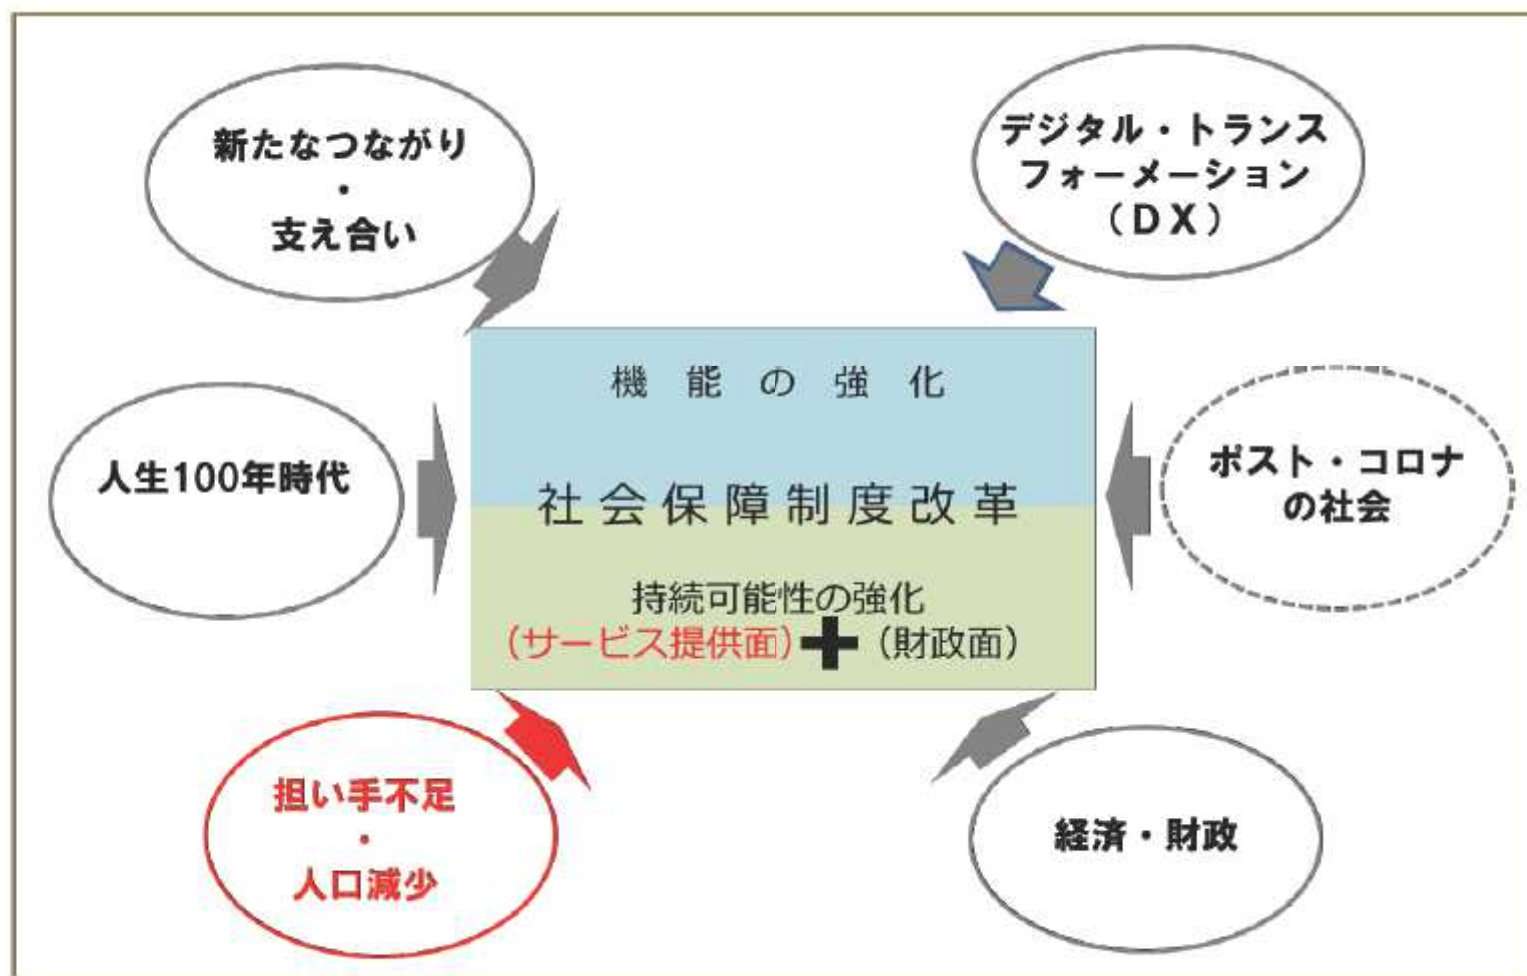 新たなつながり
・
支え合い
デジタル・トランス
フォーメーション
（ＤＸ）
機能の強化
人生100年時代
ポスト・コロナ
の社会
社会保障制度改革
持続可能性の強化
（サービス提供面）
（財政面）
担い手不足
・
人口減少
経済・財政